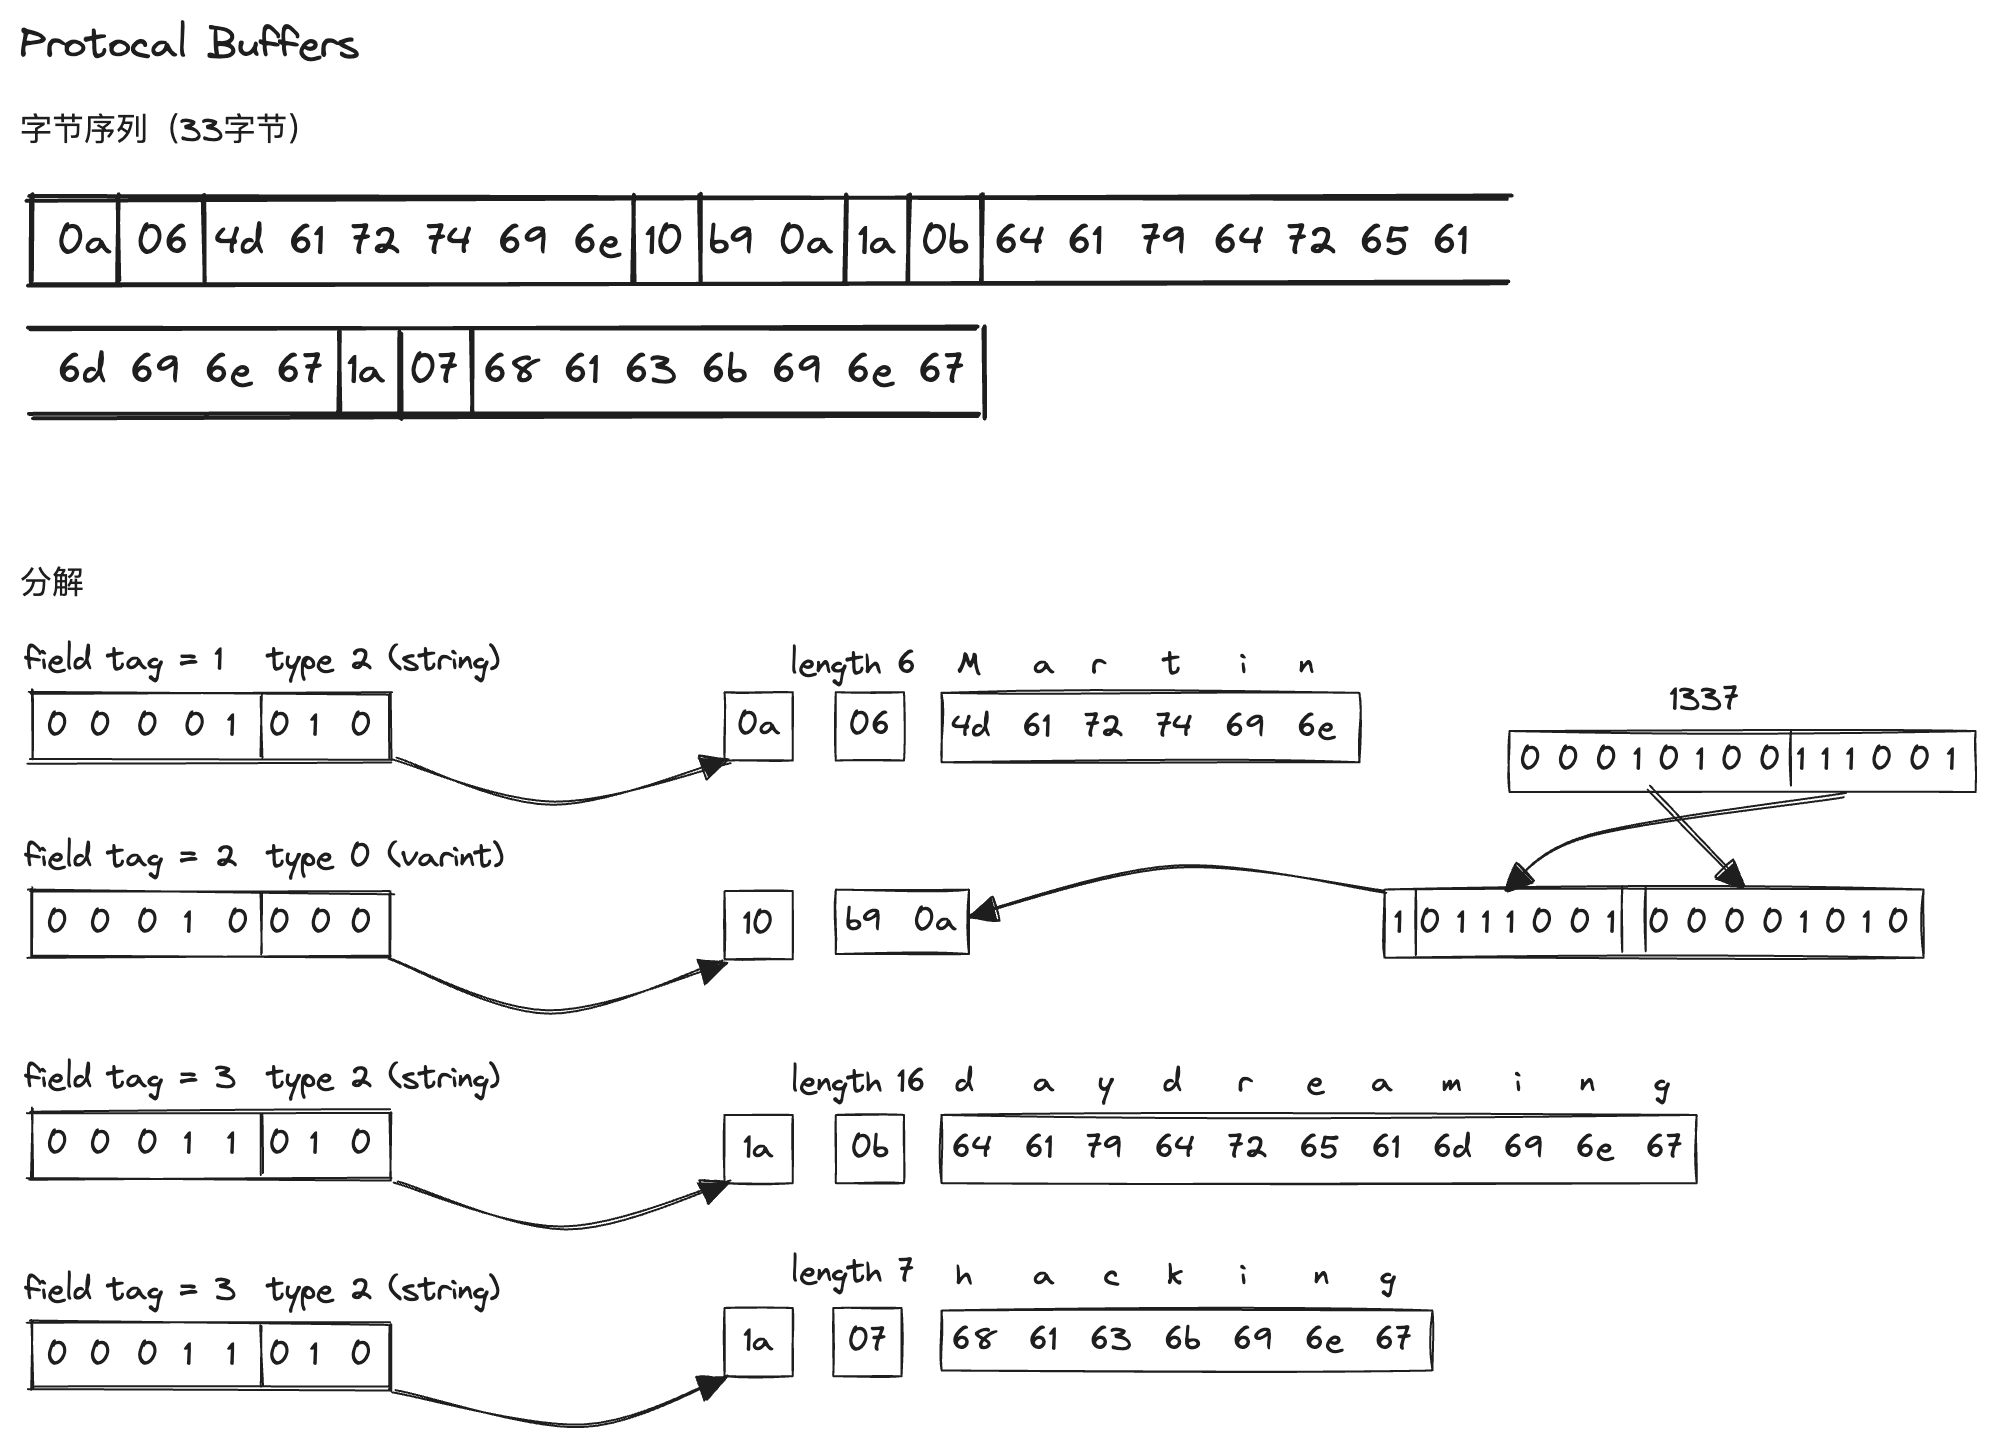 Protocal Buffers
字节序列（33字节）
0a 06 4d 61 72 74 69 6e 10 b9 0a 1a 0b 64 61 79 64 72 65 61
6d 69 6e 67 1a 07 68 61 63 6b 69 6e 67
分解
field tag = 1 type 2 (string) length 6 M a r t i n
1337
0 0 0 0 1 0 1 0 0a 06 4d 61 72 74 69 6e
0 0 0 1 0 1 0 0 1 1 1 0 0 1
field tag = 2 type 0 (varint)
0 0 0 1 0 0 0 0 10 b9 0a 1 0 1 1 1 0 0 1 0 0 0 0 1 0 1 0
field tag = 3 type 2 (string) length 16 d a y d r e a m i n g
0 0 0 1 1 0 1 0 1a 0b 64 61 79 64 72 65 61 6d 69 6e 67
field tag = 3 type 2 (string) length 7 h a c k i n g
0 0 0 1 1 0 1 0 1a 07 68 61 63 6b 69 6e 67